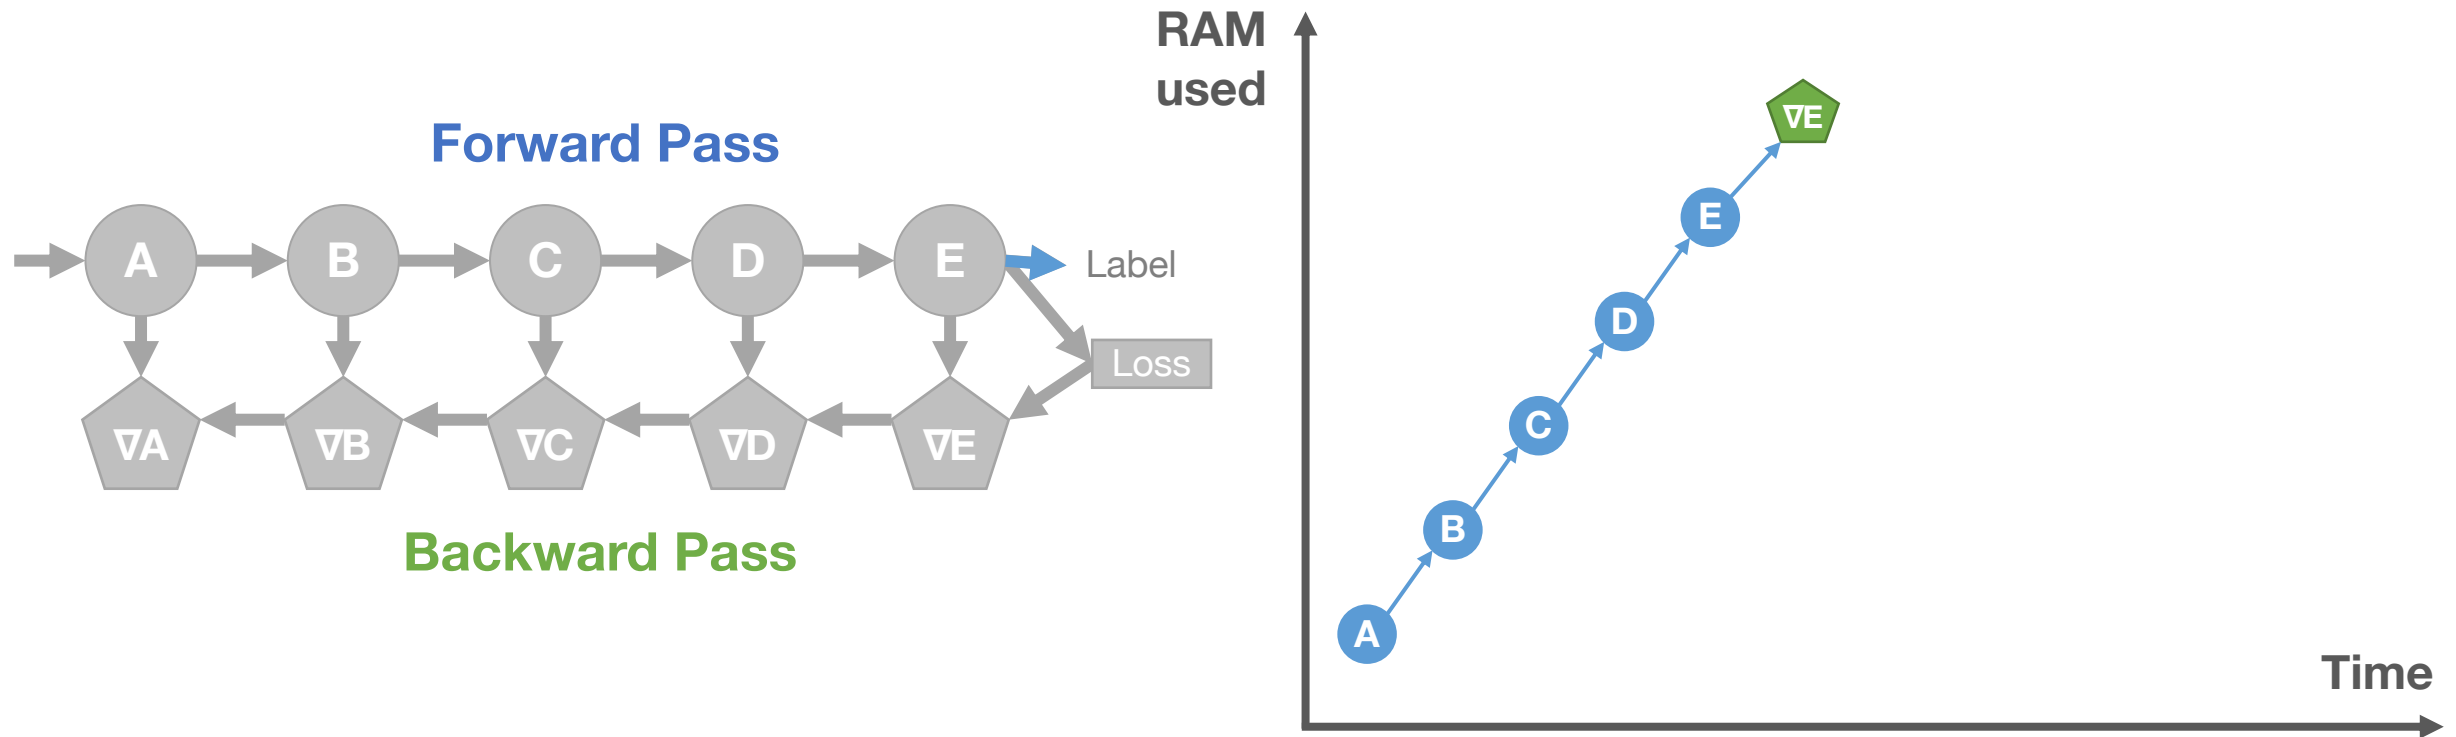 Forward Pass
A B C D E Label
Loss
∇A ∇B ∇C ∇D ∇E
Backward Pass
RAM
used
∇E
E
D
C
B
A
Time